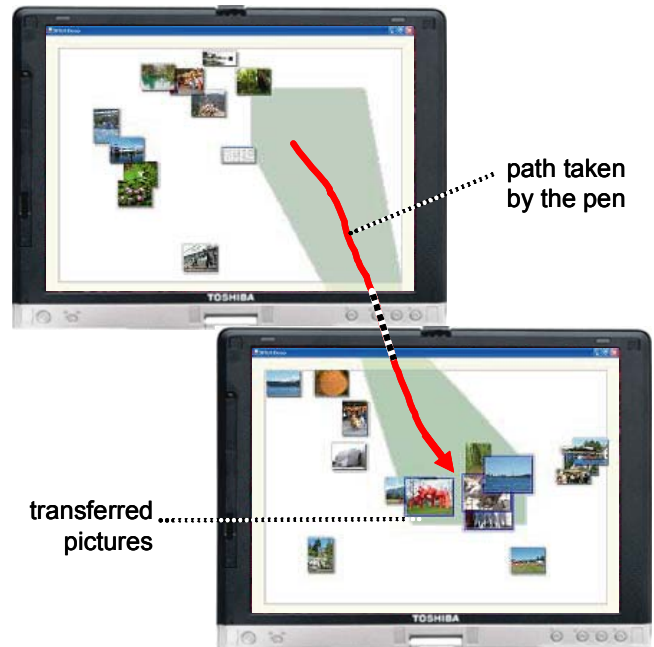 path taken
by the pen
TOSHIBA
transferred
pictures
TOSHIBA